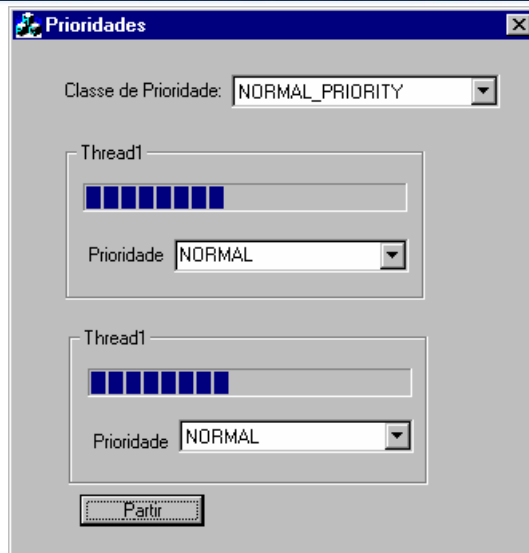 Prioridades
Classe de Prioridade: NORMAL_PRIORITY
Thread1
Prioridade NORMAL
Thread1
Prioridade NORMAL
Partir